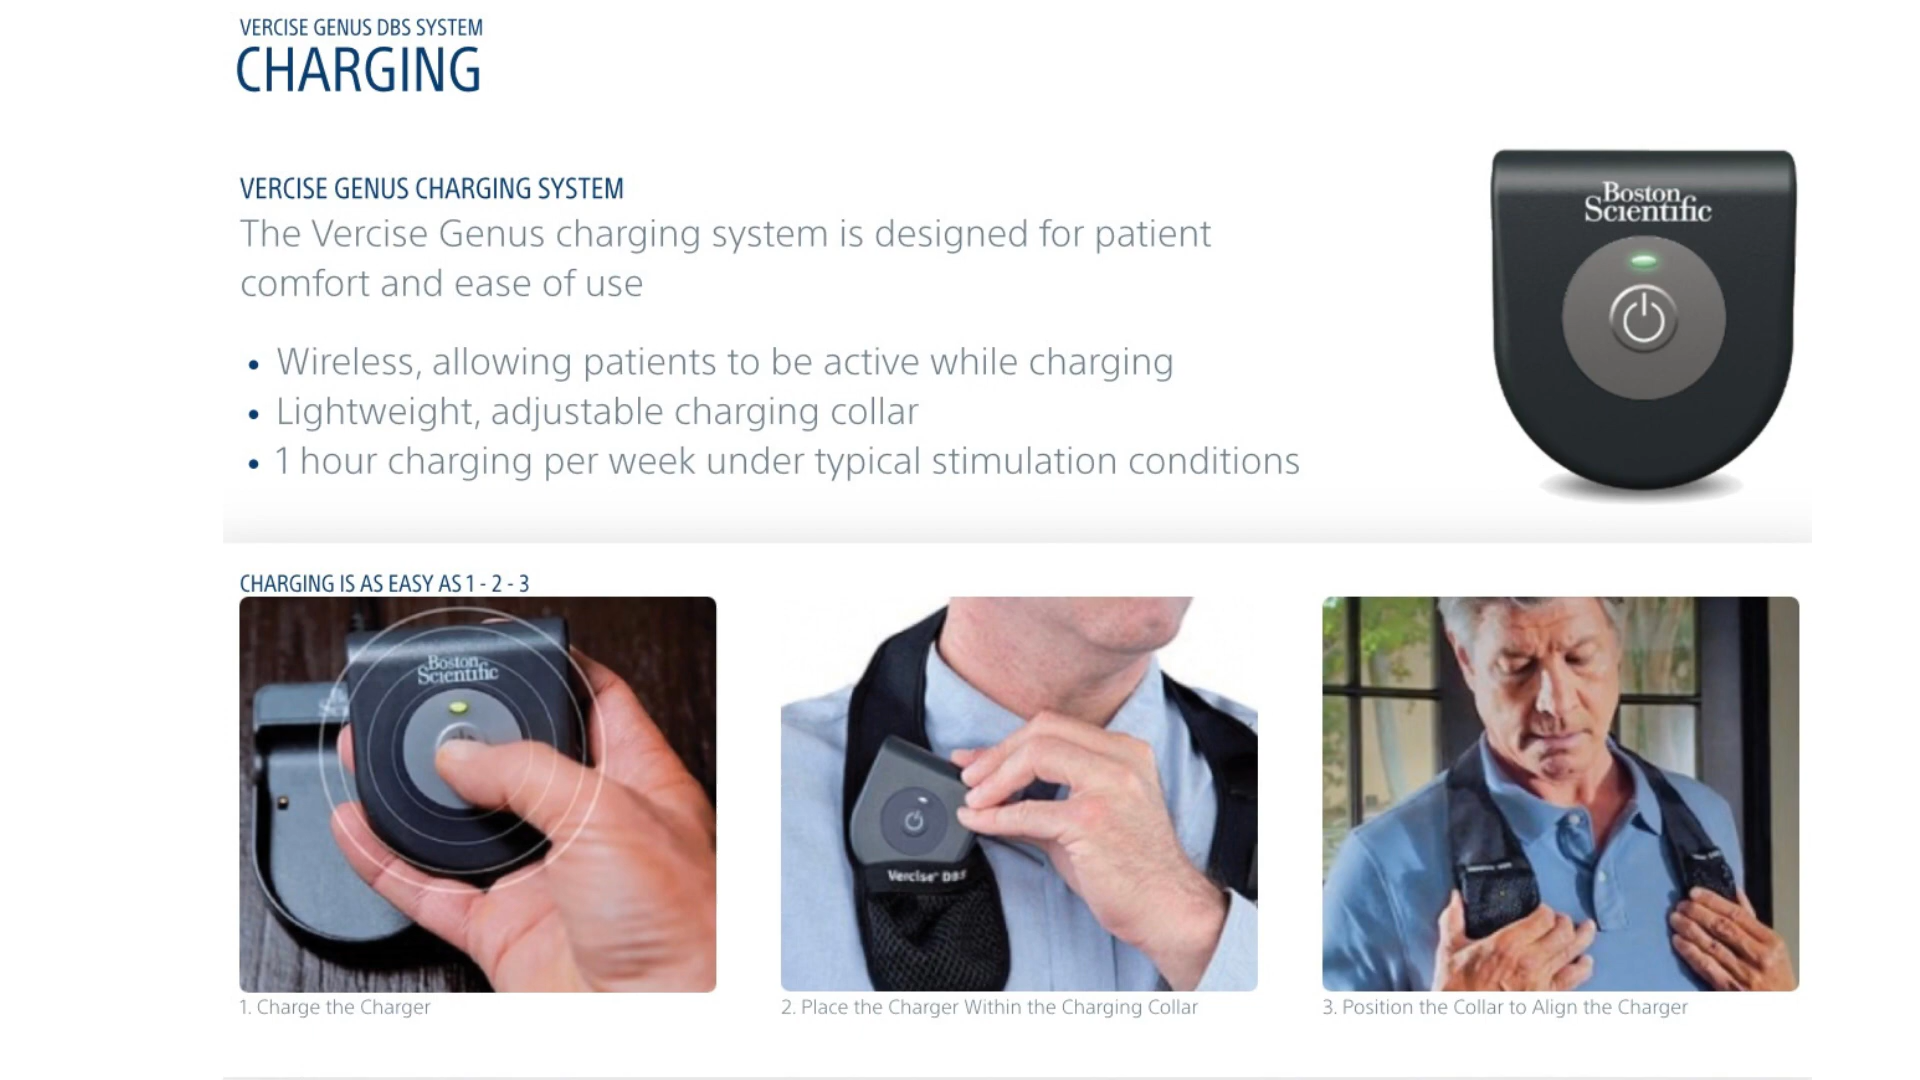 VERCISE GENUS DBS SYSTEM
CHARGING
VERCISE GENUS CHARGING SYSTEM
The Vercise Genus charging system is designed for patient
comfort and ease of use
• Wireless, allowing patients to be active while charging
• Lightweight, adjustable charging collar
• 1 hour charging per week under typical stimulation conditions
Boston
Scientific
CHARGING IS AS EASY AS 1 - 2 - 3
Boston
Scientific
Vercise™ DBS
1. Charge the Charger
2. Place the Charger Within the Charging Collar
3. Position the Collar to Align the Charger